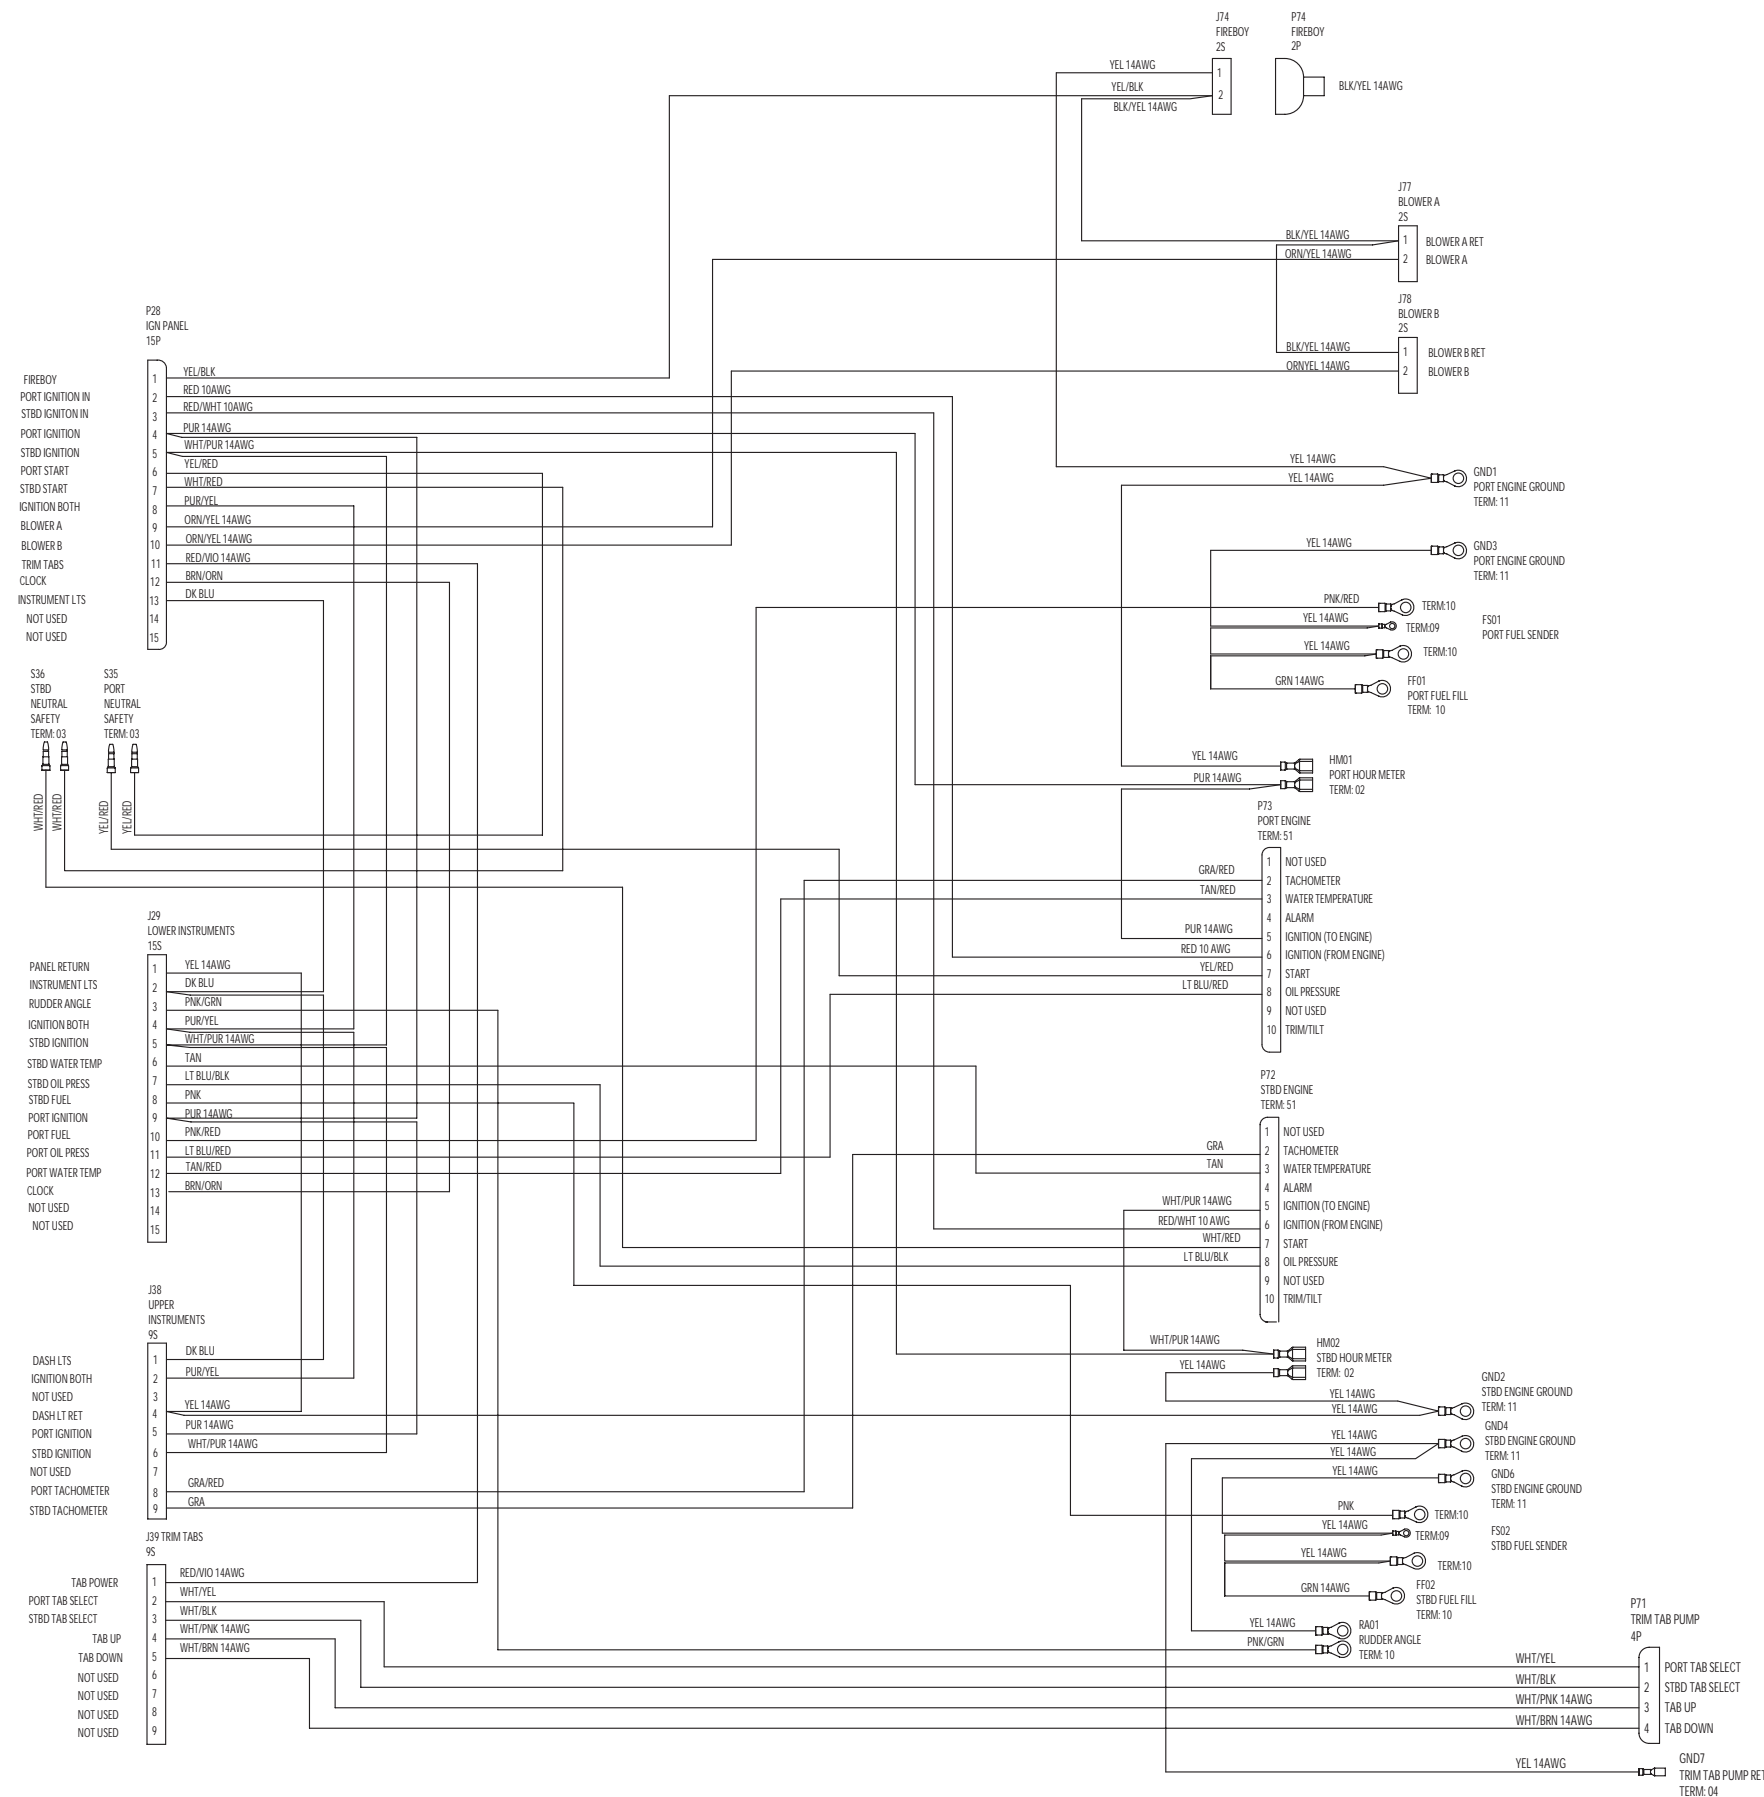 J74
FIREBOY
2S
P74
FIREBOY
2P
YEL 14AWG
1
YEL/BLK
2
BLK/YEL 14AWG
BLK/YEL 14AWG
J77
BLOWER A
2S
BLK/YEL 14AWG
1
BLOWER A RET
ORN/YEL 14AWG
2
BLOWER A
J78
BLOWER B
2S
BLK/YEL 14AWG
1
BLOWER B RET
ORNYEL 14AWG
2
BLOWER B
P28
IGN PANEL
15P
FIREBOY
1
YEL/BLK
PORT IGNITION IN
2
RED 10AWG
STBD IGNITON IN
3
RED/WHT 10AWG
PORT IGNITION
4
PUR 14AWG
STBD IGNITION
5
WHT/PUR 14AWG
PORT START
6
YEL/RED
STBD START
7
WHT/RED
IGNITION BOTH
8
PUR/YEL
BLOWER A
9
ORN/YEL 14AWG
BLOWER B
10
ORN/YEL 14AWG
TRIM TABS
11
RED/VIO 14AWG
CLOCK
12
BRN/ORN
INSTRUMENT LTS
13
DK BLU
NOT USED
14
NOT USED
15
YEL 14AWG
YEL 14AWG
GND1
PORT ENGINE GROUND
TERM: 11
YEL 14AWG
GND3
PORT ENGINE GROUND
TERM: 11
PNK/RED
TERM:10
YEL 14AWG
TERM:09
FS01
PORT FUEL SENDER
YEL 14AWG
TERM:10
GRN 14AWG
FF01
PORT FUEL FILL
TERM: 10
S36
STBD
NEUTRAL
SAFETY
TERM: 03
S35
PORT
NEUTRAL
SAFETY
TERM: 03
WHT/RED
WHT/RED
YEL/RED
YEL/RED
YEL 14AWG
PUR 14AWG
HM01
PORT HOUR METER
TERM: 02
P73
PORT ENGINE
TERM: 51
1
NOT USED
GRA/RED
2
TACHOMETER
TAN/RED
3
WATER TEMPERATURE
4
ALARM
PUR 14AWG
5
IGNITION (TO ENGINE)
RED 10 AWG
6
IGNITION (FROM ENGINE)
YEL/RED
7
START
LT BLU/RED
8
OIL PRESSURE
9
NOT USED
10
TRIM/TILT
J29
LOWER INSTRUMENTS
15S
PANEL RETURN
1
YEL 14AWG
INSTRUMENT LTS
2
DK BLU
RUDDER ANGLE
3
PNK/GRN
IGNITION BOTH
4
PUR/YEL
STBD IGNITION
5
WHT/PUR 14AWG
STBD WATER TEMP
6
TAN
STBD OIL PRESS
7
LT BLU/BLK
STBD FUEL
8
PNK
PORT IGNITION
9
PUR 14AWG
PORT FUEL
10
PNK/RED
PORT OIL PRESS
11
LT BLU/RED
PORT WATER TEMP
12
TAN/RED
CLOCK
13
BRN/ORN
NOT USED
14
NOT USED
15
P72
STBD ENGINE
TERM: 51
1
NOT USED
GRA
2
TACHOMETER
TAN
3
WATER TEMPERATURE
4
ALARM
WHT/PUR 14AWG
5
IGNITION (TO ENGINE)
RED/WHT 10 AWG
6
IGNITION (FROM ENGINE)
WHT/RED
7
START
LT BLU/BLK
8
OIL PRESSURE
9
NOT USED
10
TRIM/TILT
J38
UPPER
INSTRUMENTS
9S
DASH LTS
1
DK BLU
IGNITION BOTH
2
PUR/YEL
NOT USED
3
DASH LT RET
4
YEL 14AWG
PORT IGNITION
5
PUR 14AWG
STBD IGNITION
6
WHT/PUR 14AWG
NOT USED
7
PORT TACHOMETER
8
GRA/RED
STBD TACHOMETER
9
GRA
WHT/PUR 14AWG
YEL 14AWG
HM02
STBD HOUR METER
TERM: 02
YEL 14AWG
YEL 14AWG
GND2
STBD ENGINE GROUND
TERM: 11
YEL 14AWG
YEL 14AWG
GND4
STBD ENGINE GROUND
TERM: 11
YEL 14AWG
GND6
STBD ENGINE GROUND
TERM: 11
PNK
TERM:10
YEL 14AWG
TERM:09
FS02
STBD FUEL SENDER
YEL 14AWG
TERM:10
GRN 14AWG
FF02
STBD FUEL FILL
TERM: 10
YEL 14AWG
PNK/GRN
RA01
RUDDER ANGLE
TERM: 10
J39 TRIM TABS
9S
TAB POWER
1
RED/VIO 14AWG
PORT TAB SELECT
2
WHT/YEL
STBD TAB SELECT
3
WHT/BLK
TAB UP
4
WHT/PNK 14AWG
TAB DOWN
5
WHT/BRN 14AWG
NOT USED
6
NOT USED
7
NOT USED
8
NOT USED
9
P71
TRIM TAB PUMP
4P
WHT/YEL
1
PORT TAB SELECT
WHT/BLK
2
STBD TAB SELECT
WHT/PNK 14AWG
3
TAB UP
WHT/BRN 14AWG
4
TAB DOWN
YEL 14AWG
GND7
TRIM TAB PUMP RET
TERM: 04